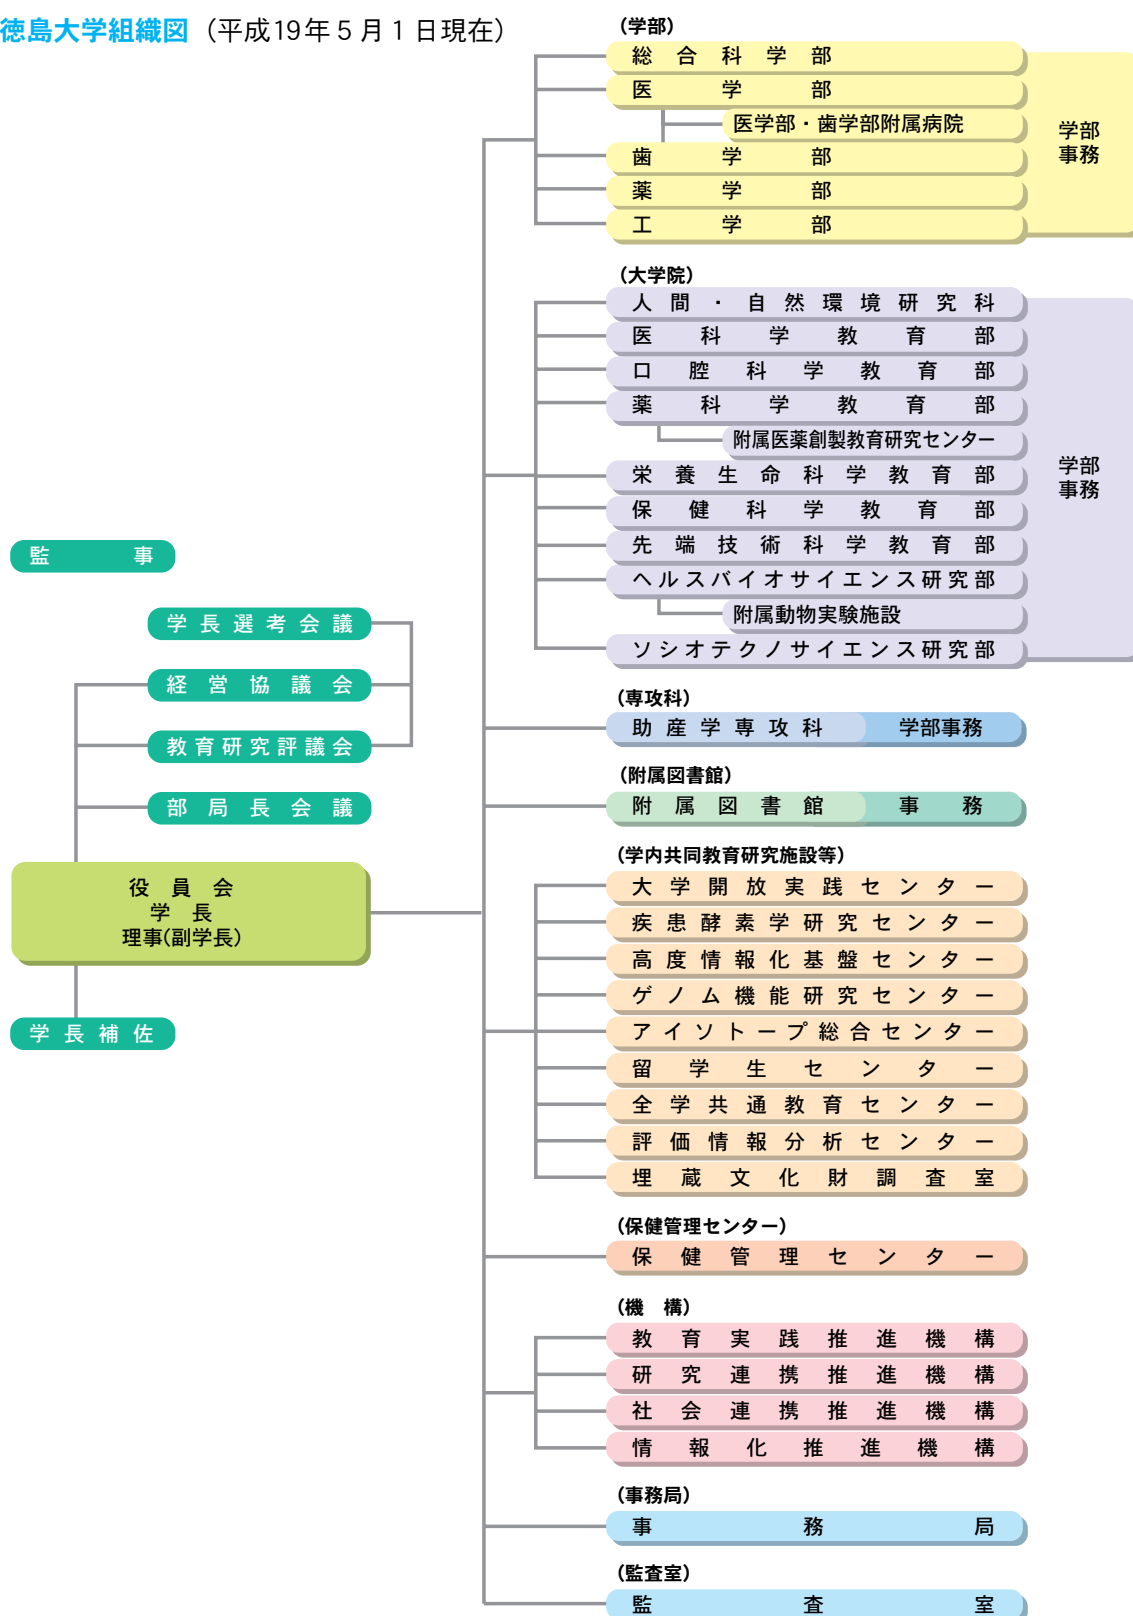 徳島大学組織図（平成19年５月１日現在）
監事
学長選考会議
経営協議会
教育研究評議会
部局長会議
役員会
学長
理事(副学長)
学長補佐
（学部）
総合科学部
医学部
医学部・歯学部附属病院
歯学部
薬学部
工学部
学部
事務
（大学院）
人間・自然環境研究科
医科学教育部
口腔科学教育部
薬科学教育部
附属医薬創製教育研究センター
栄養生命科学教育部
保健科学教育部
先端技術科学教育部
ヘルスバイオサイエンス研究部
附属動物実験施設
ソシオテクノサイエンス研究部
学部
事務
（専攻科）
助産学専攻科 学部事務
（附属図書館）
附属図書館 事務
（学内共同教育研究施設等）
大学開放実践センター
疾患酵素学研究センター
高度情報化基盤センター
ゲノム機能研究センター
アイソトープ総合センター
留学生センター
全学共通教育センター
評価情報分析センター
埋蔵文化財調査室
（保健管理センター）
保健管理センター
（機　構）
教育実践推進機構
研究連携推進機構
社会連携推進機構
情報化推進機構
（事務局）
事務局
（監査室）
監査室